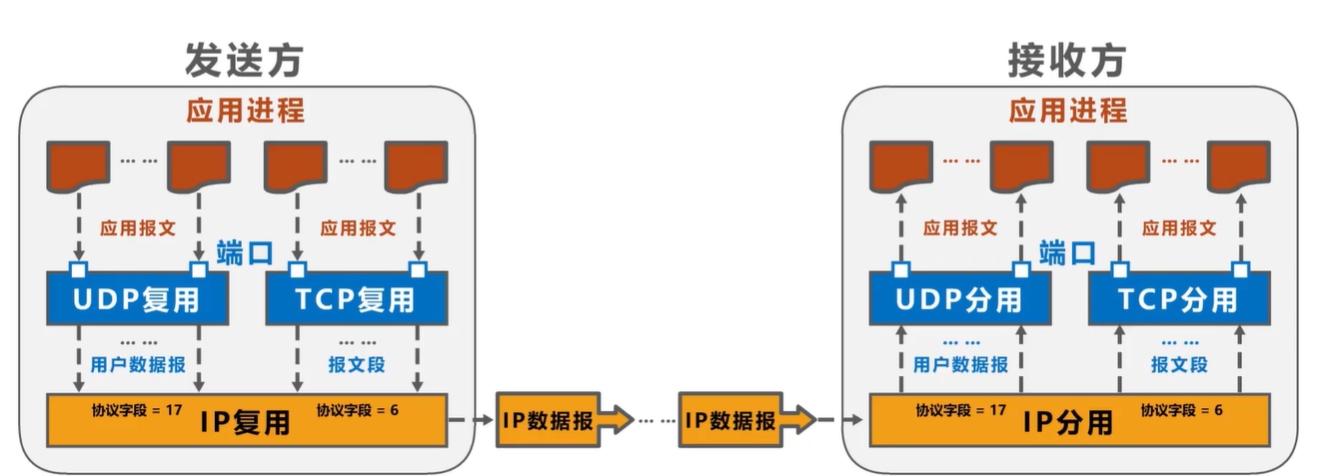 发送方
接收方
应用进程
应用进程
… …
… …
… …
… …
应用报文
应用报文
应用报文
应用报文
端口
端口
UDP复用
TCP复用
UDP分用
TCP分用
… …
… …
… …
… …
用户数据报
报文段
用户数据报
报文段
协议字段 = 17
协议字段 = 6
IP复用
IP数据报
… …
IP数据报
协议字段 = 17
协议字段 = 6
IP分用